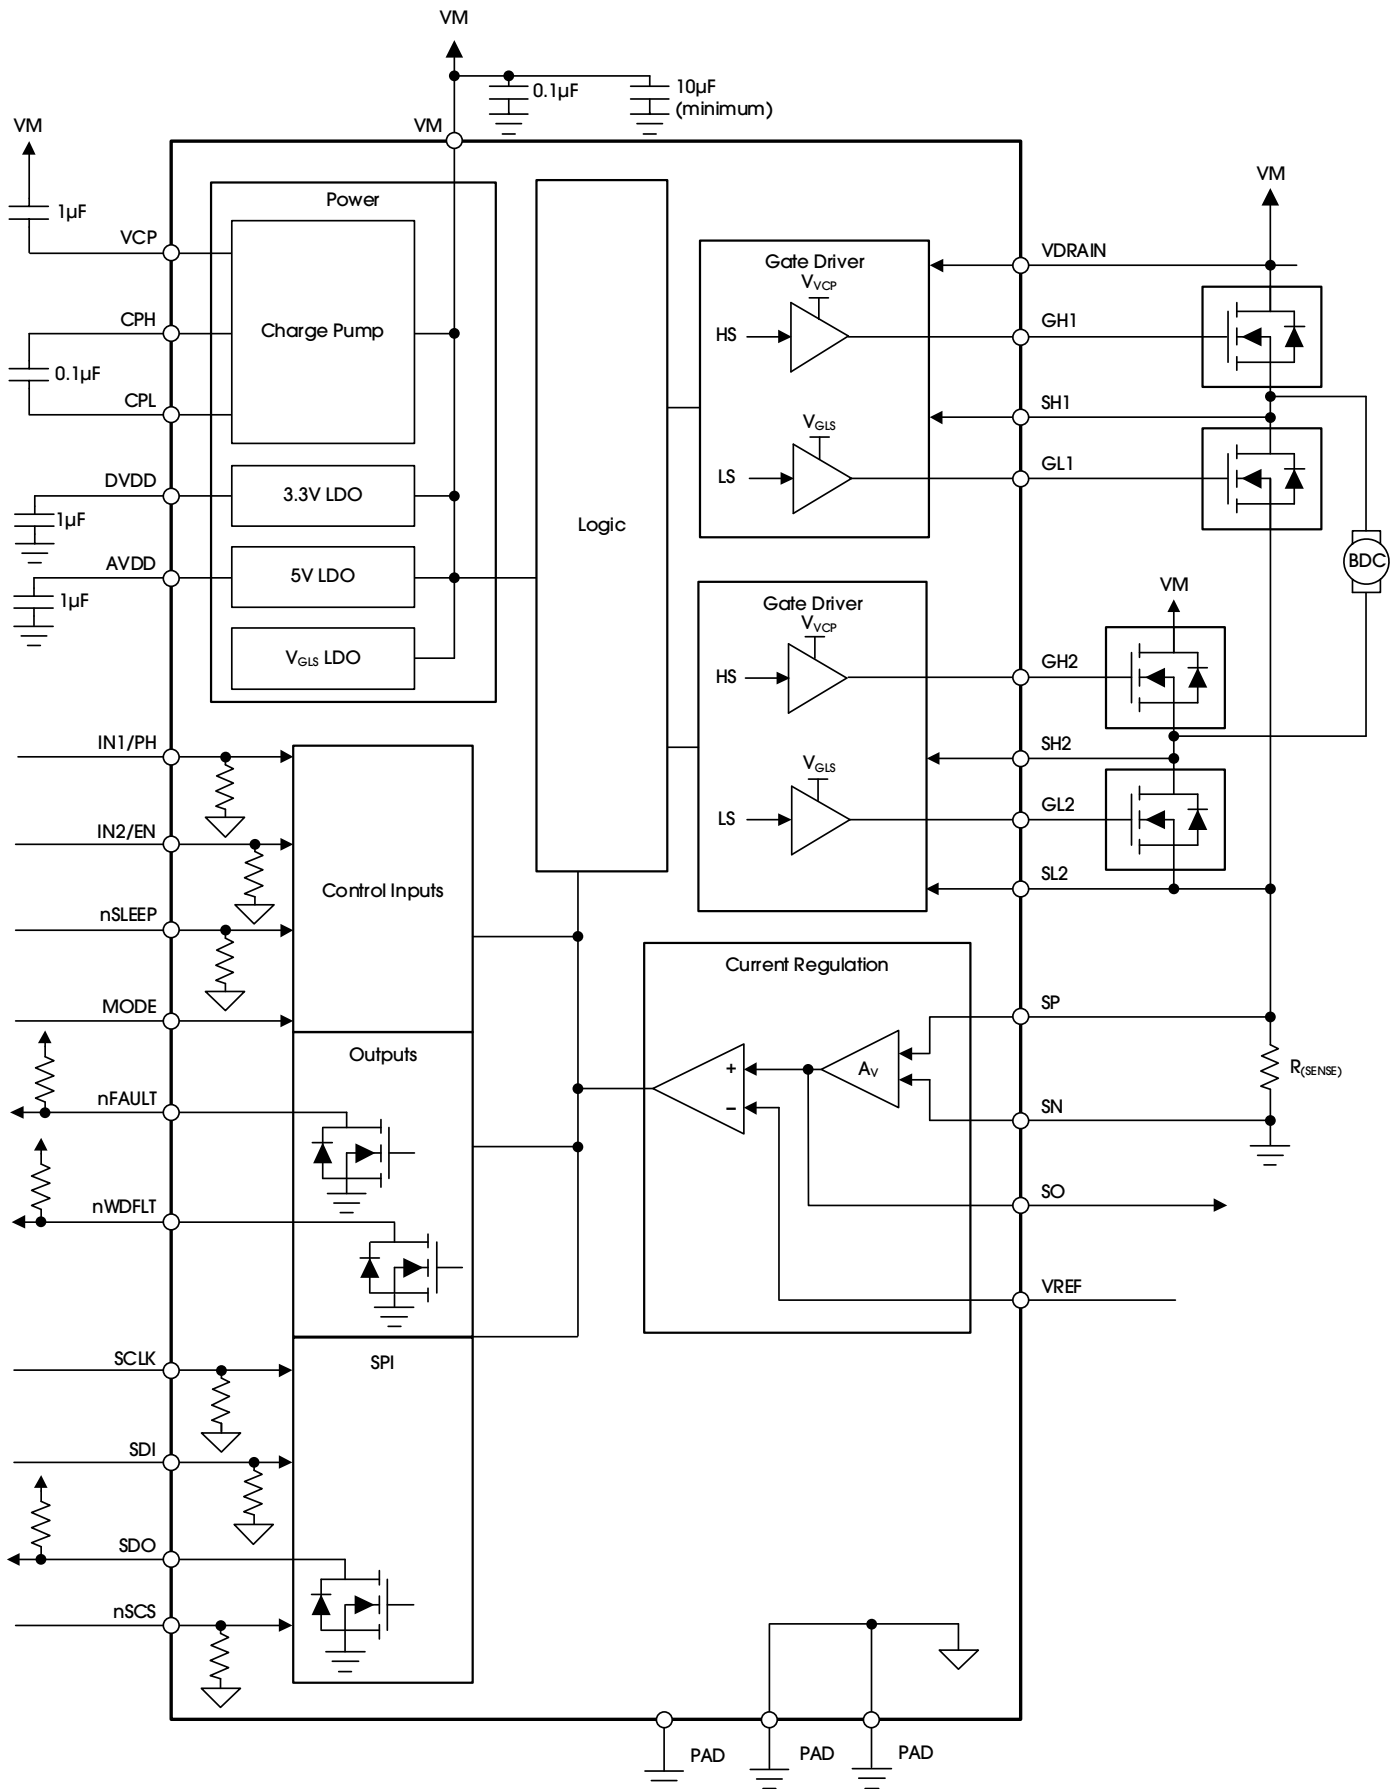 VM
0.1µF
10µF
(minimum)
VM
VM
1µF
VCP
CPH
0.1µF
CPL
DVDD
1µF
AVDD
1µF
Power
Charge Pump
3.3V LDO
5V LDO
VGLS LDO
Logic
Gate Driver
VVCP
HS
VGLS
LS
Gate Driver
VVCP
HS
VGLS
LS
VM
VDRAIN
GH1
SH1
GL1
BDC
VM
GH2
SH2
GL2
SL2
IN1/PH
IN2/EN
nSLEEP
MODE
nFAULT
nWDFLT
SCLK
SDI
SDO
nSCS
Control Inputs
Outputs
SPI
Current Regulation
+
–
AV
SP
R(SENSE)
SN
SO
VREF
PAD
PAD
PAD